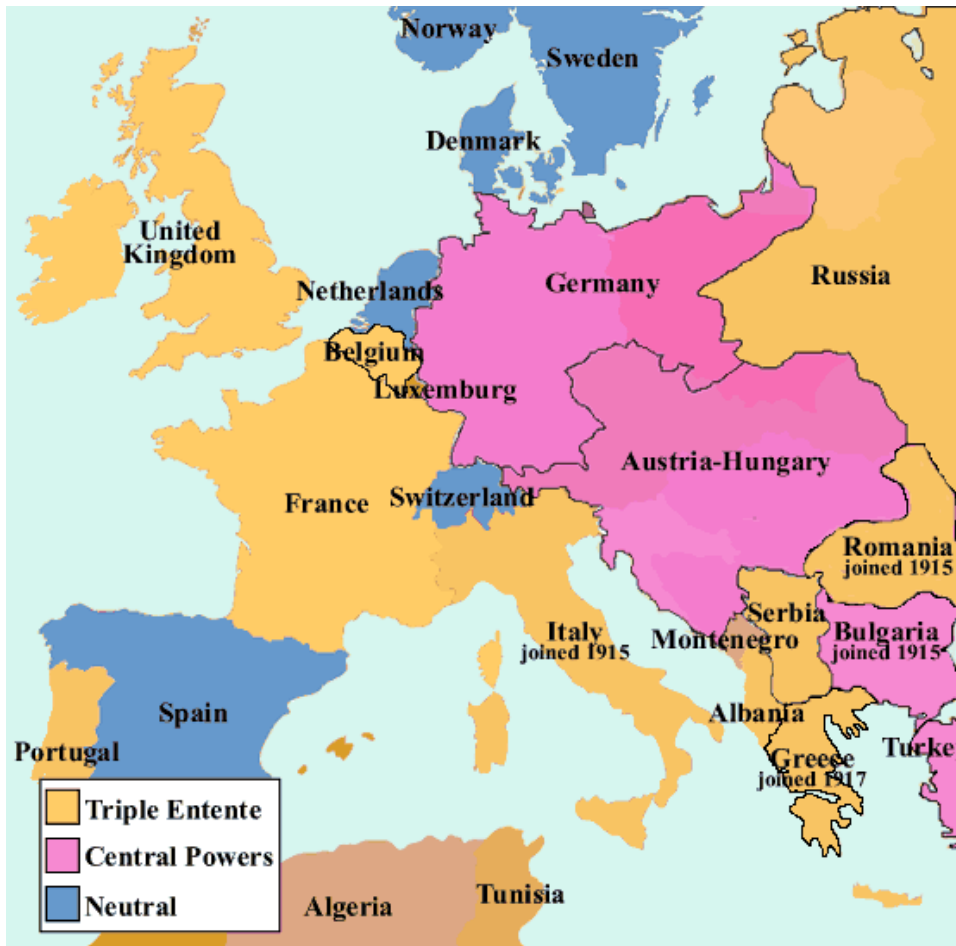 Norway
Sweden
Denmark
United
Kingdom
Netherlands
Germany
Russia
Belgium
Luxemburg
Austria-Hungary
Switzerland
France
Romania
joined 1915
Serbia
Italy
joined 1915
Montenegro
Bulgaria
joined 1915
Spain
Albania
Portugal
Greece
joined 1917
Turke
Triple Entente
Central Powers
Neutral
Algeria
Tunisia